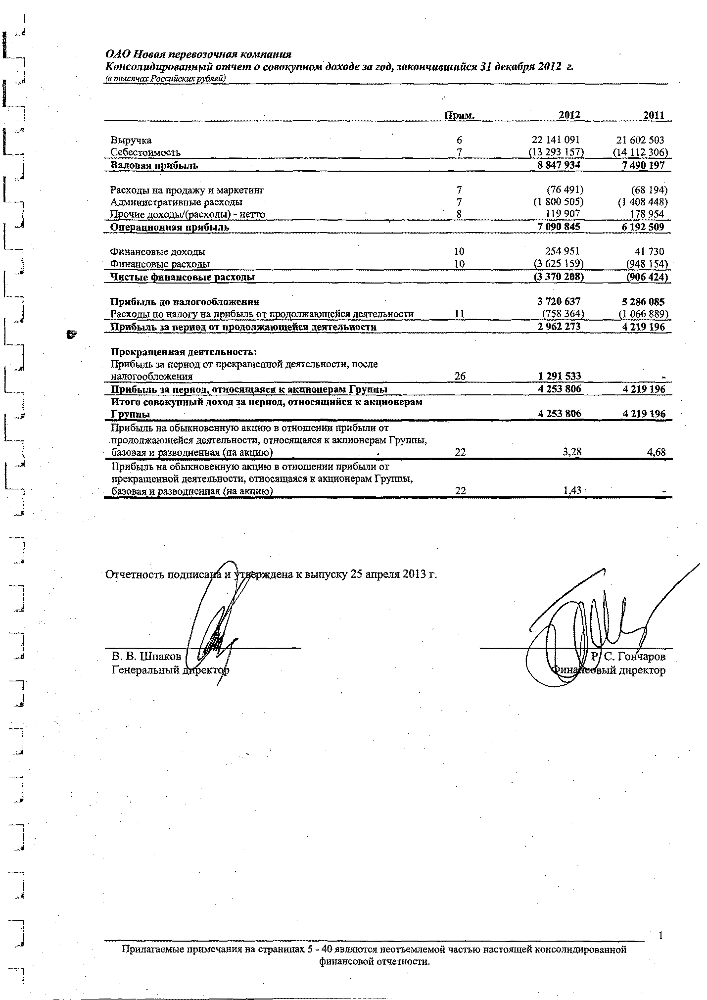 ОАО Новая перевозочная компания
Консолидированный отчет о совокупном доходе за год, закончившийся 31 декабря 2012 г.
(в тысячах Российских рублей)
Прим. 2012 2011
Выручка 6 22 141 091 21 602 503
Себестоимость 7 (13 293 157) (14 112 306)
Валовая прибыль 8 847 934 7 490 197
Расходы на продажу и маркетинг 7 (76 491) (68 194)
Административные расходы 7 (1 800 505) (1 408 448)
Прочие доходы/(расходы) - нетто 8 119 907 178 954
Операционная прибыль 7 090 845 6 192 509
Финансовые доходы 10 254 951 41 730
Финансовые расходы 10 (3 625 159) (948 154)
Чистые финансовые расходы (3 370 208) (906 424)
Прибыль до налогообложения 3 720 637 5 286 085
Расходы по налогу на прибыль от продолжающейся деятельности 11 (758 364) (1 066 889)
Прибыль за период от продолжающейся деятельности 2 962 273 4 219 196
Прекращенная деятельность:
Прибыль за период от прекращенной деятельности, после
налогообложения 26 1 291 533 -
Прибыль за период, относящаяся к акционерам Группы 4 253 806 4 219 196
Итого совокупный доход за период, относящийся к акционерам
Группы 4 253 806 4 219 196
Прибыль на обыкновенную акцию в отношении прибыли от
продолжающейся деятельности, относящаяся к акционерам Группы,
базовая и разводненная (на акцию) 22 3,28 4,68
Прибыль на обыкновенную акцию в отношении прибыли от
прекращенной деятельности, относящаяся к акционерам Группы,
базовая и разводненная (на акцию) 22 1,43 -
Отчетность подписана и утверждена к выпуску 25 апреля 2013 г.
В. В. Шпаков Р. С. Гончаров
Генеральный директор Финансовый директор
1
Прилагаемые примечания на страницах 5 - 40 являются неотъемлемой частью настоящей консолидированной
финансовой отчетности.